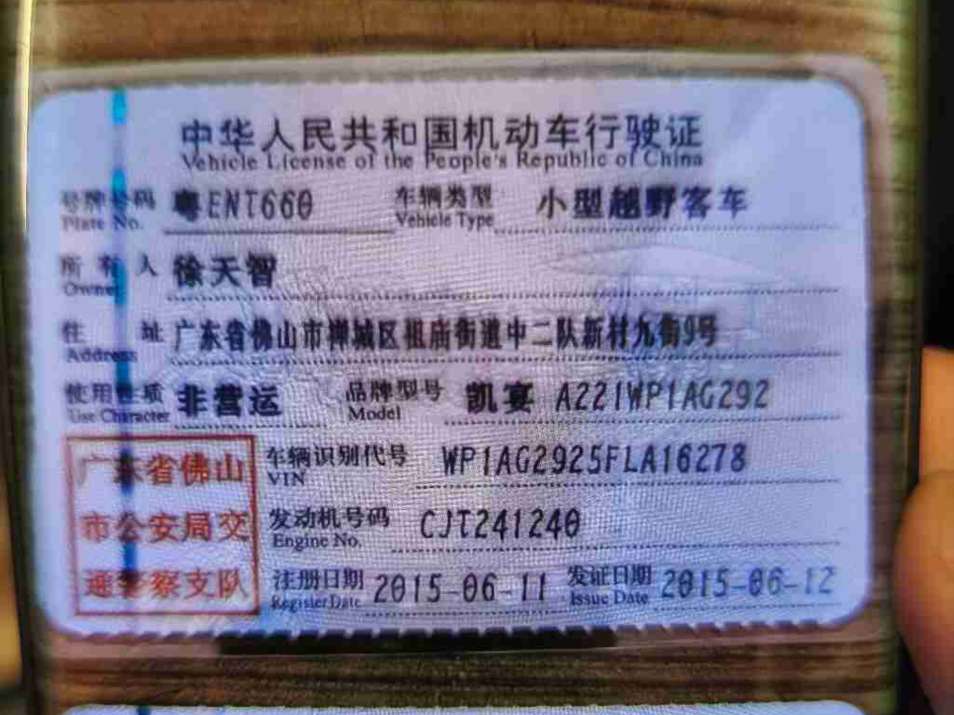 中华人民共和国机动车行驶证
Vehicle License of the People's Republic of China
号牌号码 粤ENT660 车辆类型 小型越野客车
Plate No. Vehicle Type
所有人 徐天智
Owner
住址 广东省佛山市禅城区祖庙街道中二队新村九街9号
Address
使用性质 非营运 品牌型号 凯宴 A221WP1AG292
Use Character Model
广东省佛山 车辆识别代号 WP1AG2925FLA16278
VIN
市公安局交 发动机号码 CJT241240
Engine No.
通警察支队 注册日期 2015-06-11 发证日期 2015-06-12
Register Date Issue Date